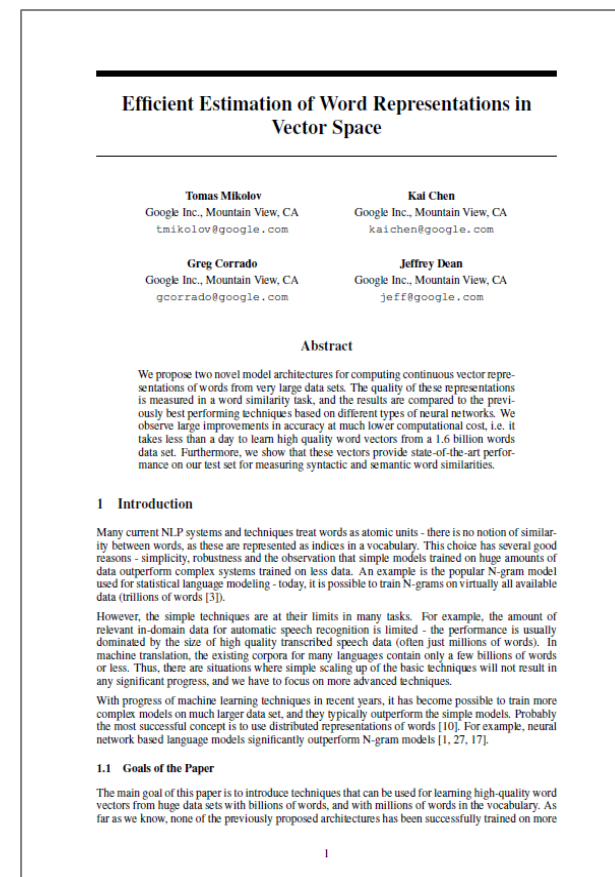 Efficient Estimation of Word Representations in
Vector Space
Tomas Mikolov
Google Inc., Mountain View, CA
tmikolov@google.com
Kai Chen
Google Inc., Mountain View, CA
kaichen@google.com
Greg Corrado
Google Inc., Mountain View, CA
gcorrado@google.com
Jeffrey Dean
Google Inc., Mountain View, CA
jeff@google.com
Abstract
We propose two novel model architectures for computing continuous vector repre-
sentations of words from very large data sets. The quality of these representations
is measured in a word similarity task, and the results are compared to the previ-
ously best performing techniques based on different types of neural networks. We
observe large improvements in accuracy at much lower computational cost, i.e. it
takes less than a day to learn high quality word vectors from a 1.6 billion words
data set. Furthermore, we show that these vectors provide state-of-the-art perfor-
mance on our test set for measuring syntactic and semantic word similarities.
1 Introduction
Many current NLP systems and techniques treat words as atomic units - there is no notion of similar-
ity between words, as these are represented as indices in a vocabulary. This choice has several good
reasons - simplicity, robustness and the observation that simple models trained on huge amounts of
data outperform complex systems trained on less data. An example is the popular N-gram model
used for statistical language modeling - today, it is possible to train N-grams on virtually all available
data (trillions of words [3]).
However, the simple techniques are at their limits in many tasks. For example, the amount of
relevant in-domain data for automatic speech recognition is limited - the performance is usually
dominated by the size of high quality transcribed speech data (often just millions of words). In
machine translation, the existing corpora for many languages contain only a few billions of words
or less. Thus, there are situations where simple scaling up of the basic techniques will not result in
any significant progress, and we have to focus on more advanced techniques.
With progress of machine learning techniques in recent years, it has become possible to train more
complex models on much larger data set, and they typically outperform the simple models. Probably
the most successful concept is to use distributed representations of words [10]. For example, neural
network based language models significantly outperform N-gram models [1, 27, 17].
1.1 Goals of the Paper
The main goal of this paper is to introduce techniques that can be used for learning high-quality word
vectors from huge data sets with billions of words, and with millions of words in the vocabulary. As
far as we know, none of the previously proposed architectures has been successfully trained on more
1